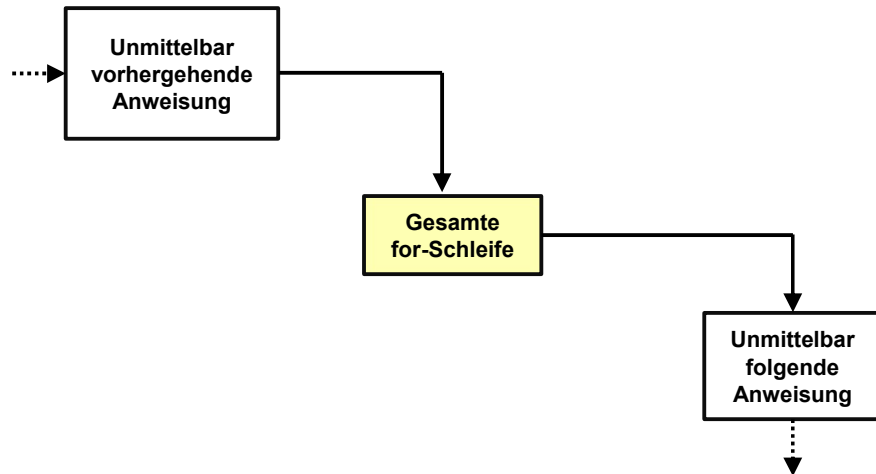 Unmittelbar
vorhergehende
Anweisung
Gesamte
for-Schleife
Unmittelbar
folgende
Anweisung